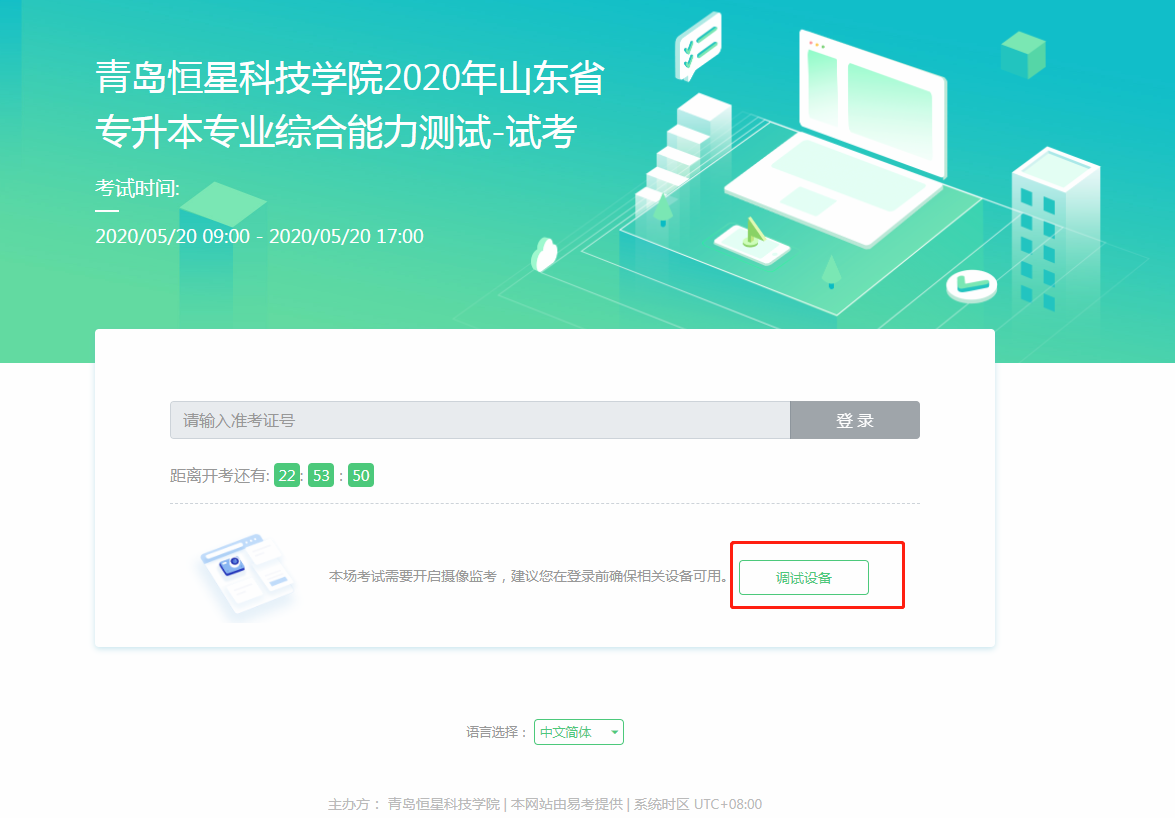 青岛恒星科技学院2020年山东省
专升本专业综合能力测试-试考
考试时间:
2020/05/20 09:00 - 2020/05/20 17:00
请输入准考证号
登 录
距离开考还有: 22 : 53 : 50
本场考试需要开启摄像监考，建议您在登录前确保相关设备可用。
调试设备
语言选择： 中文简体
主办方： 青岛恒星科技学院 | 本网站由易考提供 | 系统时区 UTC+08:00